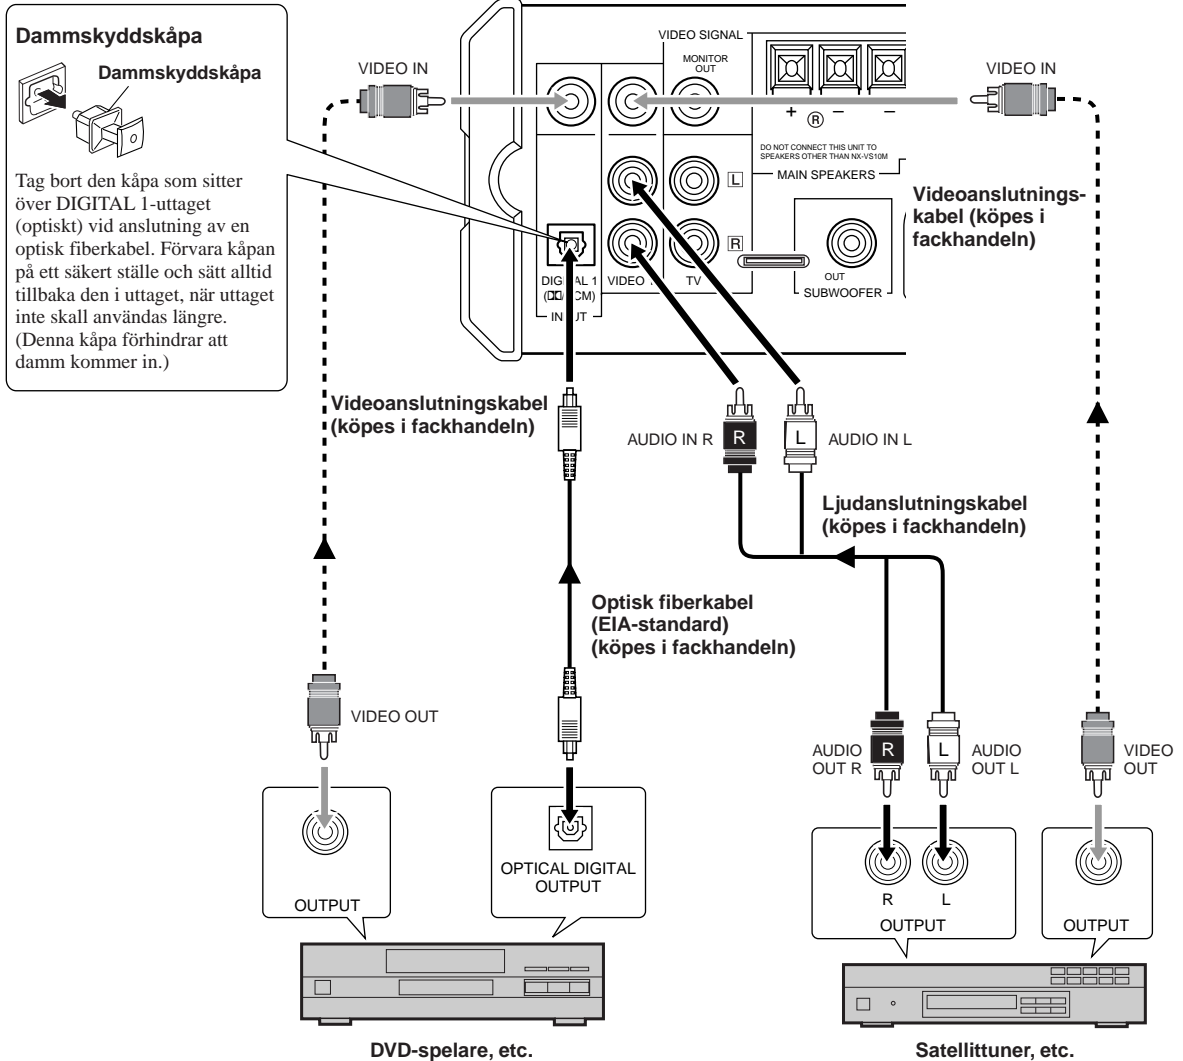 Dammskyddskåpa
Dammskyddskåpa
Tag bort den kåpa som sitter
över DIGITAL 1-uttaget
(optiskt) vid anslutning av en
optisk fiberkabel. Förvara kåpan
på ett säkert ställe och sätt alltid
tillbaka den i uttaget, när uttaget
inte skall användas längre.
(Denna kåpa förhindrar att
damm kommer in.)
VIDEO IN
VIDEO SIGNAL
MONITOR
OUT
+ R − −
DO NOT CONNECT THIS UNIT TO
SPEAKERS OTHER THAN NX-VS10M
MAIN SPEAKERS
VIDEO IN
L
R
VIDEO
TV
OUT
SUBWOOFER
Videoanslutnings-
kabel (köpes i
fackhandeln)
Videoanslutningskabel
(köpes i fackhandeln)
AUDIO IN R
R
L
AUDIO IN L
Ljudanslutningskabel
(köpes i fackhandeln)
Optisk fiberkabel
(EIA-standard)
(köpes i fackhandeln)
VIDEO OUT
AUDIO
OUT R
R
L
AUDIO
OUT L
VIDEO
OUT
OUTPUT
OPTICAL DIGITAL
OUTPUT
R L
OUTPUT
OUTPUT
DVD-spelare, etc.
Satellittuner, etc.